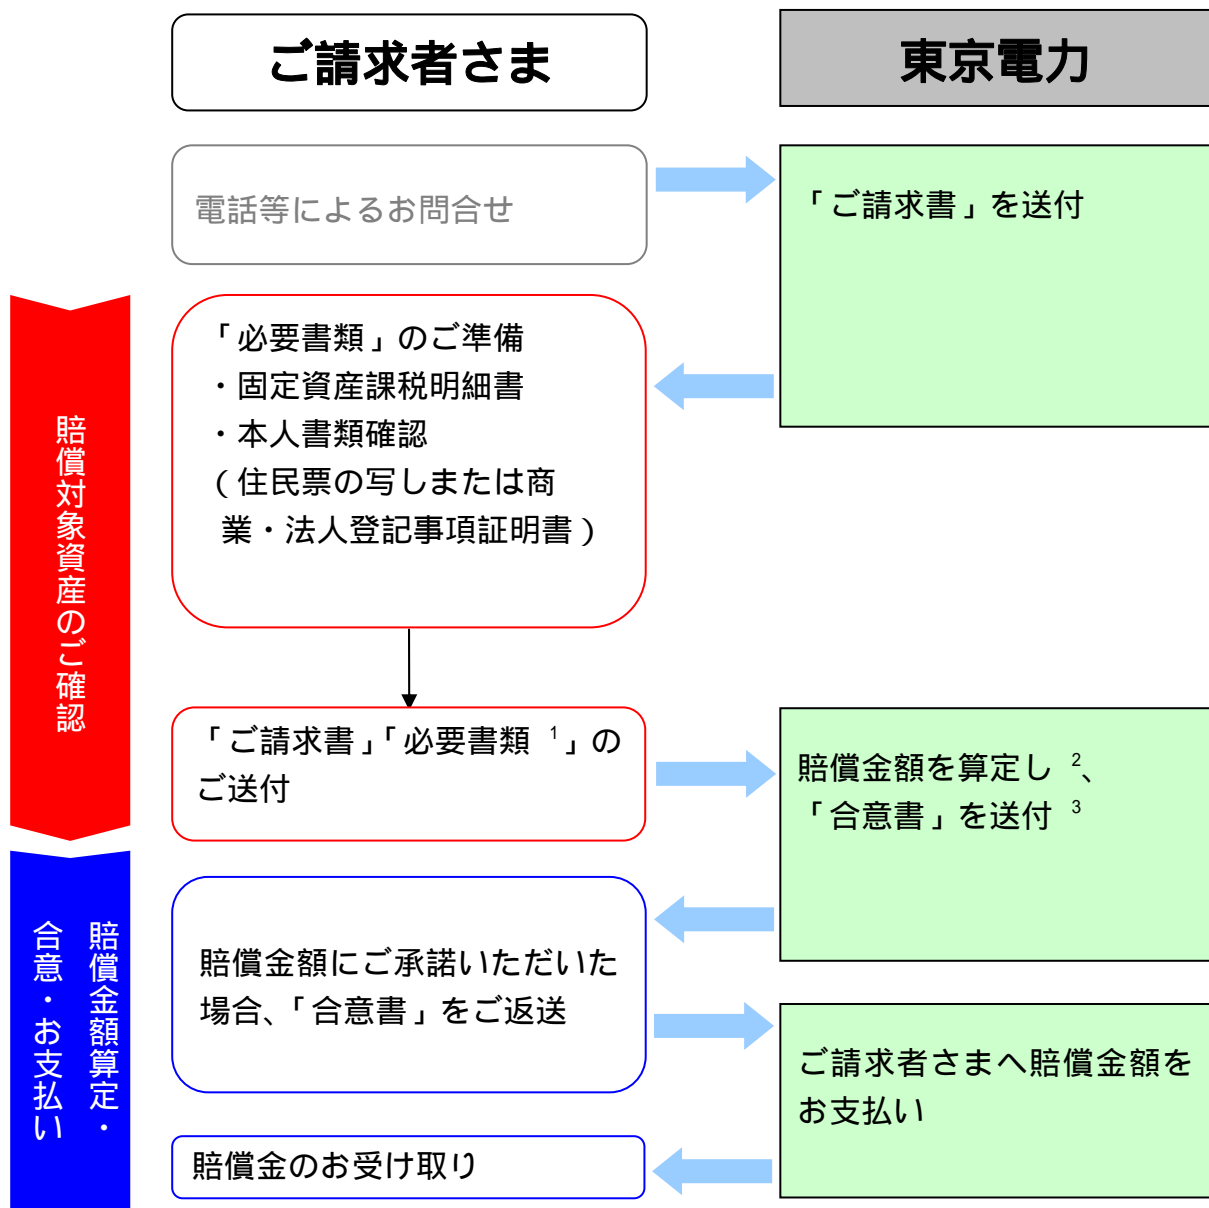 ご請求者さま
東京電力
電話等によるお問合せ
「ご請求書」を送付
賠償対象資産のご確認
「必要書類」のご準備
・固定資産課税明細書
・本人書類確認
（住民票の写しまたは商
業・法人登記事項証明書）
「ご請求書」「必要書類 1」の
ご送付
賠償金額を算定し 2、
「合意書」を送付 3
賠償金額算定・
合意・お支払い
賠償金額にご承諾いただいた
場合、「合意書」をご返送
ご請求者さまへ賠償金額を
お支払い
賠償金のお受け取り